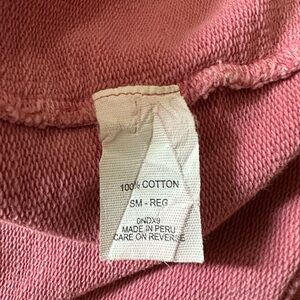 100% COTTON
SM - REG
0NDX9
MADE IN PERU
CARE ON REVERSE